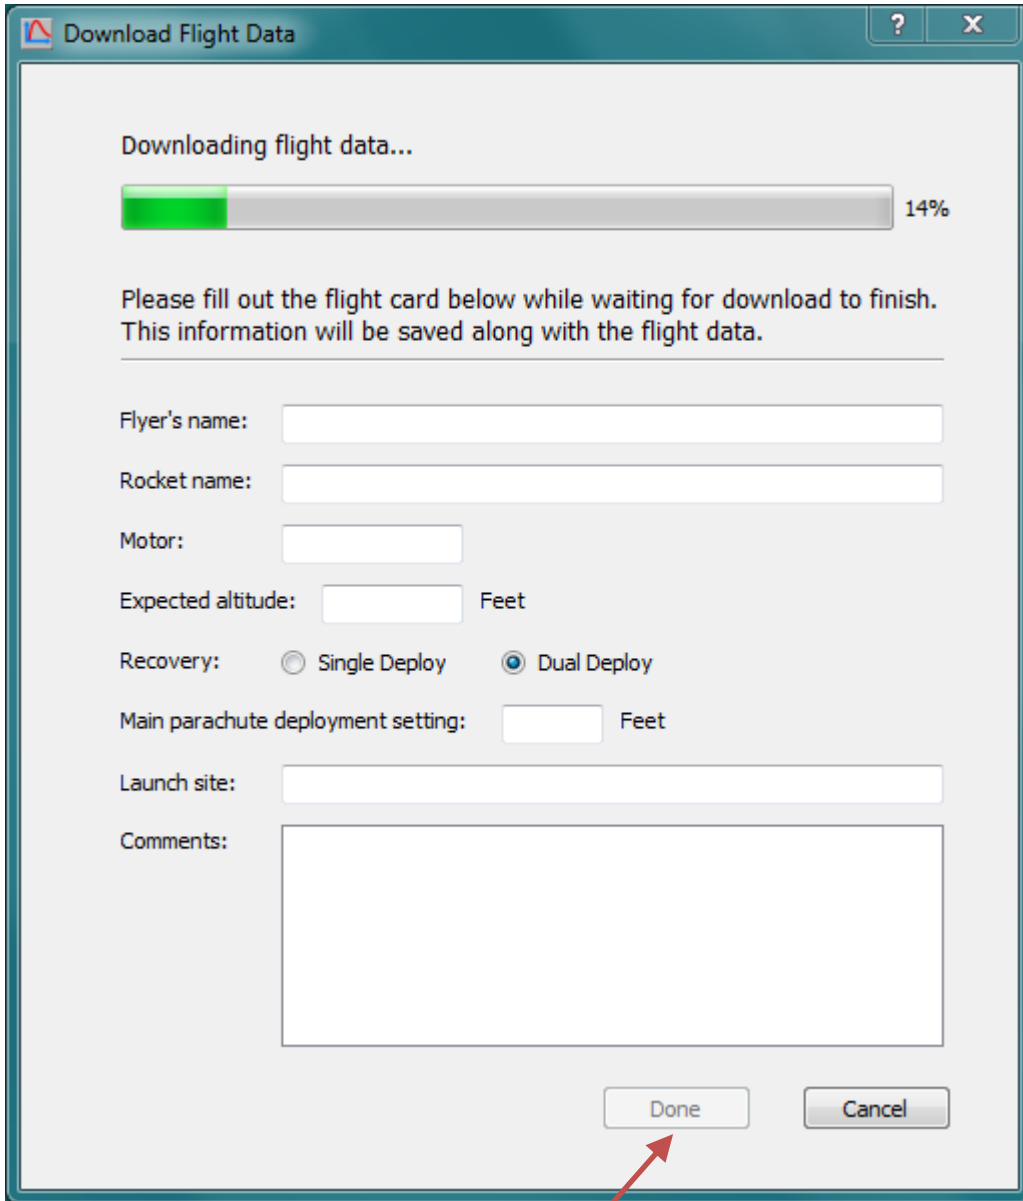 Download Flight Data
Downloading flight data...
14%
Please fill out the flight card below while waiting for download to finish.
This information will be saved along with the flight data.
Flyer's name:
Rocket name:
Motor:
Expected altitude: Feet
Recovery: Single Deploy Dual Deploy
Main parachute deployment setting: Feet
Launch site:
Comments:
Done Cancel